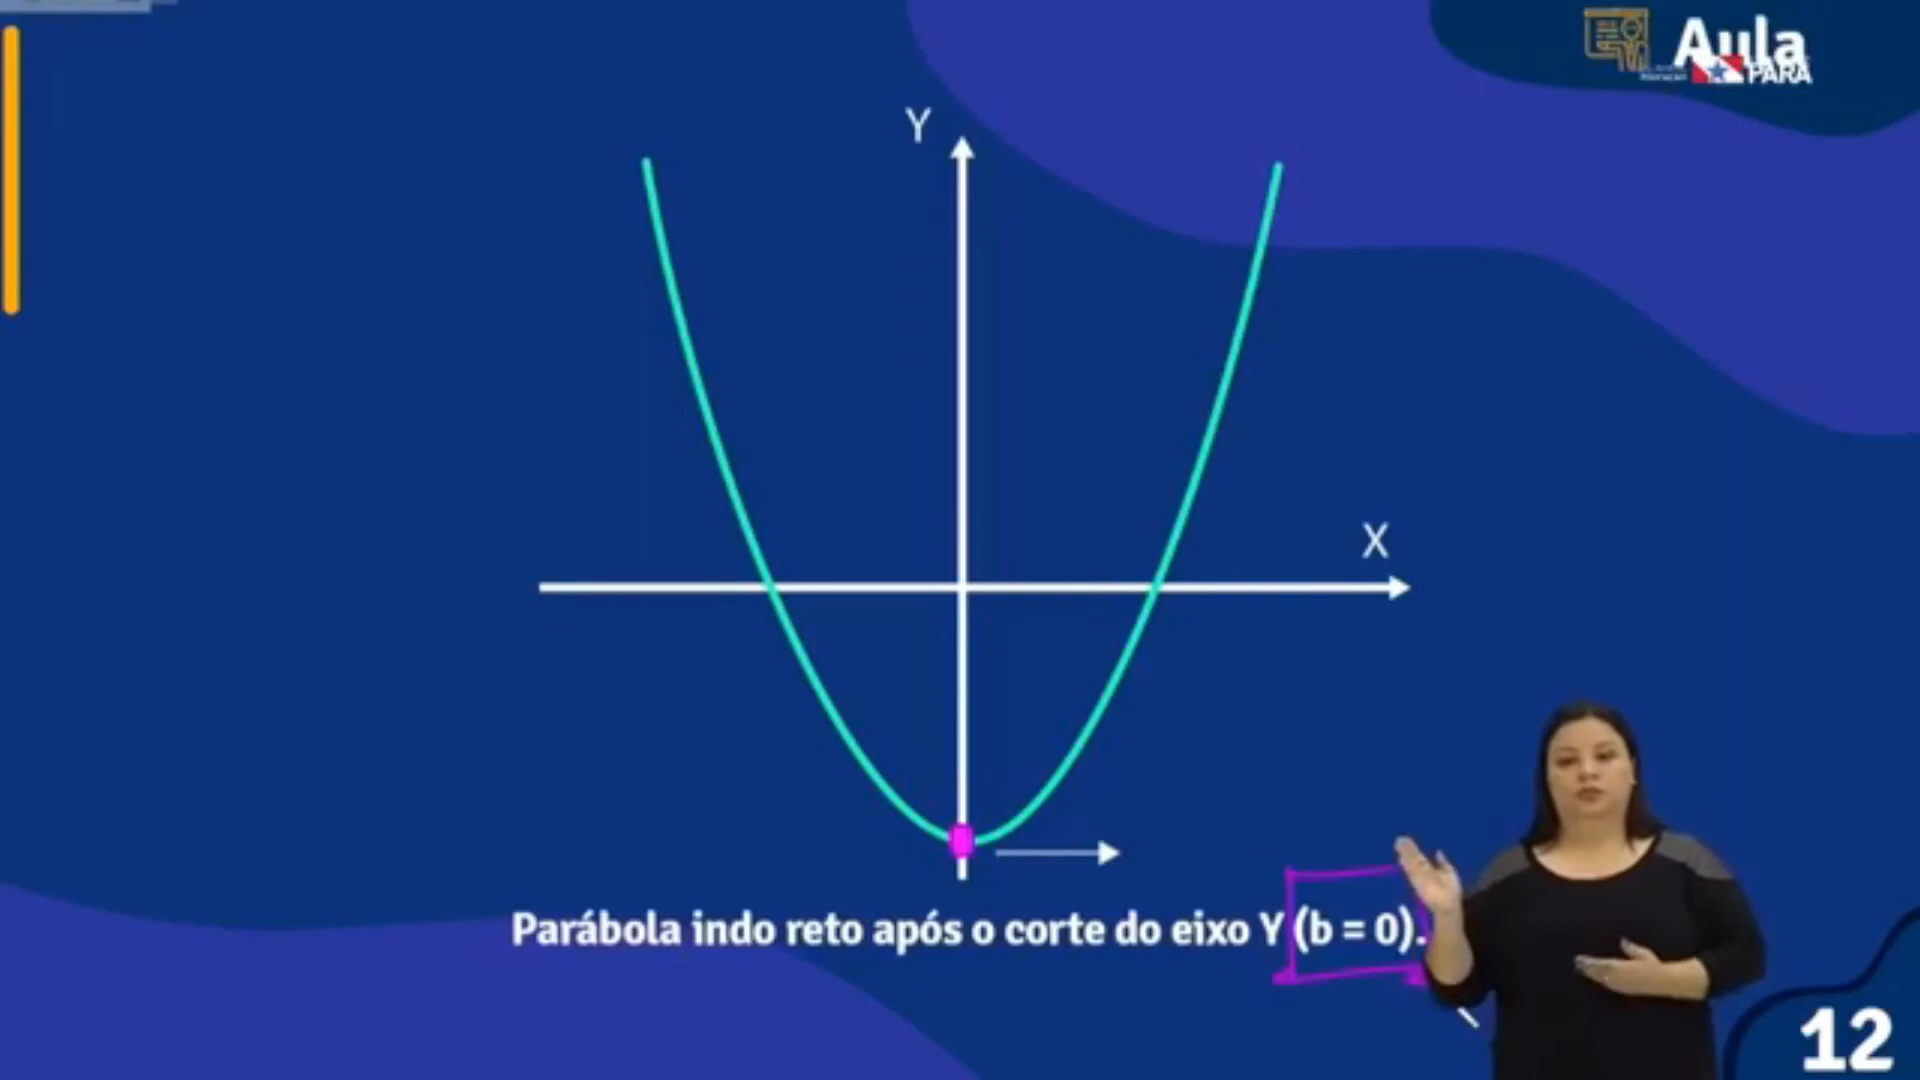 Aula
PARÁ
Y
X
Parábola indo reto após o corte do eixo Y (b = 0).
12